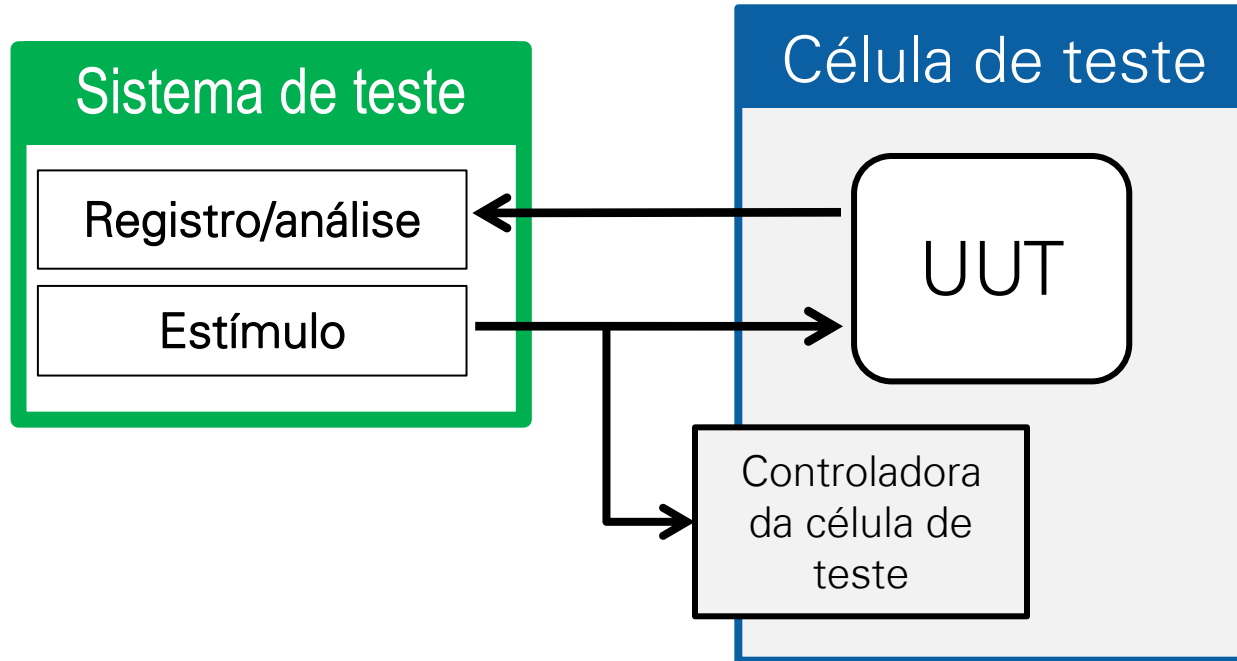 Sistema de teste
Registro/análise
Estímulo
Célula de teste
UUT
Controladora
da célula de
teste